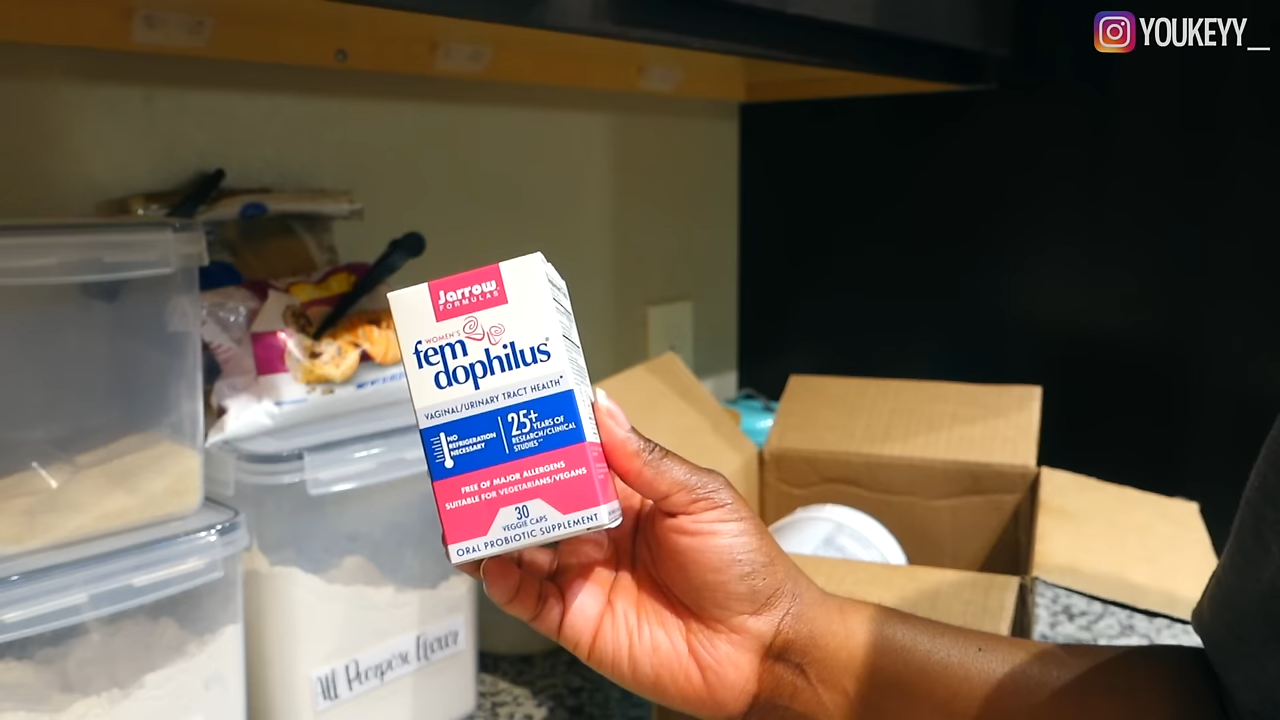 YOUKEYY_
Jarrow
FORMULAS
WOMEN'S
fem
dophilus®
VAGINAL/URINARY TRACT HEALTH*
NO
REFRIGERATION
NECESSARY
25+ YEARS OF
RESEARCH/CLINICAL
STUDIES**
FREE OF MAJOR ALLERGENS
SUITABLE FOR VEGETARIANS/VEGANS
30
VEGGIE CAPS
ORAL PROBIOTIC SUPPLEMENT
All Purpose Flour